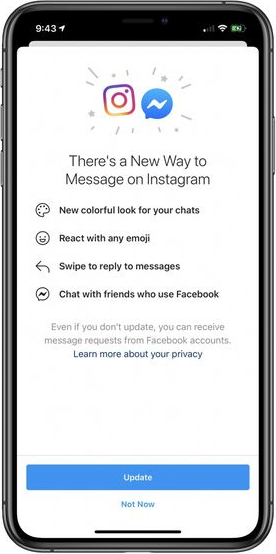 9:43
There's a New Way to
Message on Instagram
New colorful look for your chats
React with any emoji
Swipe to reply to messages
Chat with friends who use Facebook
Even if you don't update, you can receive
message requests from Facebook accounts.
Learn more about your privacy
Update
Not Now